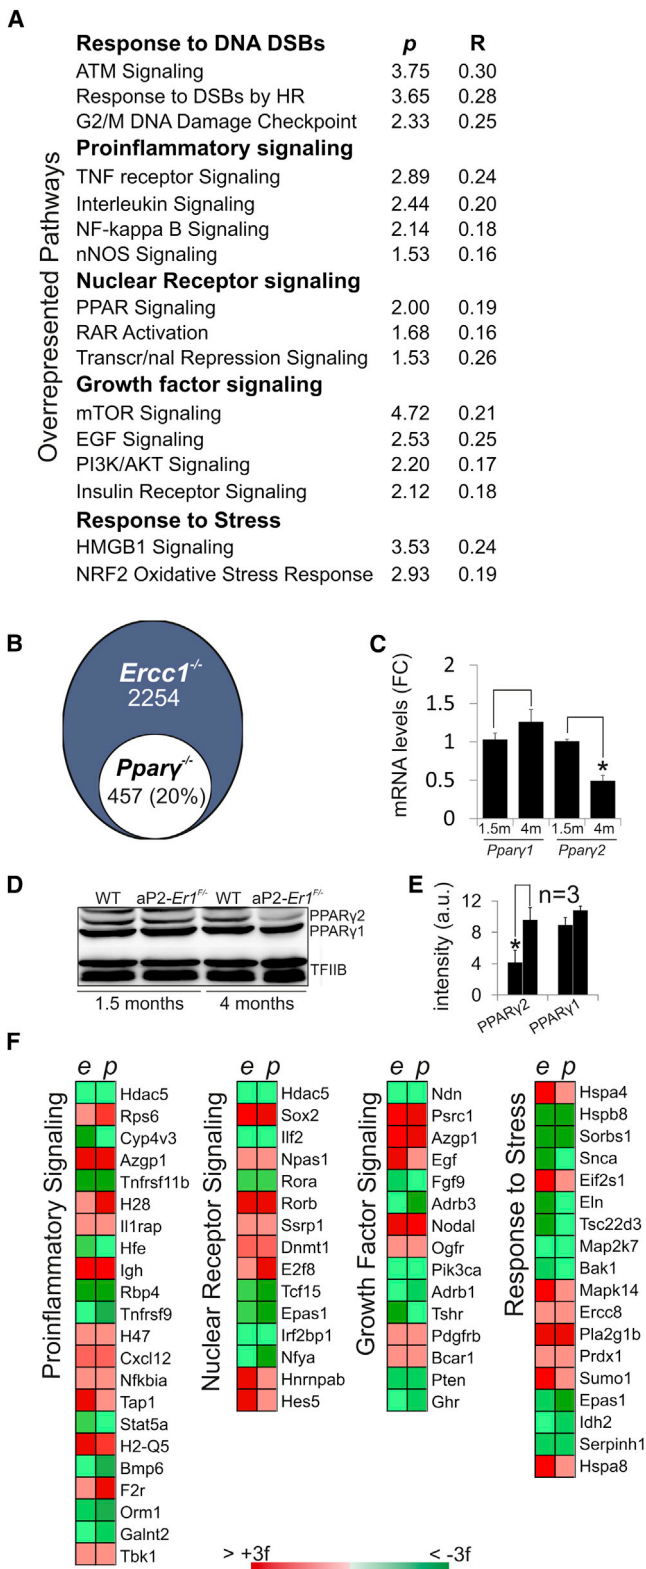 A
Overrepresented Pathways
Response to DNA DSBs p R
ATM Signaling 3.75 0.30
Response to DSBs by HR 3.65 0.28
G2/M DNA Damage Checkpoint 2.33 0.25
Proinflammatory signaling
TNF receptor Signaling 2.89 0.24
Interleukin Signaling 2.44 0.20
NF-kappa B Signaling 2.14 0.18
nNOS Signaling 1.53 0.16
Nuclear Receptor signaling
PPAR Signaling 2.00 0.19
RAR Activation 1.68 0.16
Transcr/nal Repression Signaling 1.53 0.26
Growth factor signaling
mTOR Signaling 4.72 0.21
EGF Signaling 2.53 0.25
PI3K/AKT Signaling 2.20 0.17
Insulin Receptor Signaling 2.12 0.18
Response to Stress
HMGB1 Signaling 3.53 0.24
NRF2 Oxidative Stress Response 2.93 0.19
B
Ercc1-/-
2254
Pparγ-/-
457 (20%)
C
mRNA levels (FC)
2
1.5
1
0.5
0
*
1.5m 4m 1.5m 4m
Pparγ1 Pparγ2
D
WT aP2-Er1F/- WT aP2-Er1F/-
PPARγ2
PPARγ1
TFIIB
1.5 months 4 months
E
intensity (a.u.)
12
8
4
0
n=3
*
PPARγ2 PPARγ1
F
Proinflammatory Signaling
e p
Hdac5
Rps6
Cyp4v3
Azgp1
Tnfrsf11b
H28
Il1rap
Hfe
Igh
Rbp4
Tnfrsf9
H47
Cxcl12
Nfkbia
Tap1
Stat5a
H2-Q5
Bmp6
F2r
Orm1
Galnt2
Tbk1
Nuclear Receptor Signaling
e p
Hdac5
Sox2
Ilf2
Npas1
Rora
Rorb
Ssrp1
Dnmt1
E2f8
Tcf15
Epas1
Irf2bp1
Nfya
Hnrnpab
Hes5
Growth Factor Signaling
e p
Ndn
Psrc1
Azgp1
Egf
Fgf9
Adrb3
Nodal
Ogfr
Pik3ca
Adrb1
Tshr
Pdgfrb
Bcar1
Pten
Ghr
Response to Stress
e p
Hspa4
Hspb8
Sorbs1
Snca
Eif2s1
Eln
Tsc22d3
Map2k7
Bak1
Mapk14
Ercc8
Pla2g1b
Prdx1
Sumo1
Epas1
Idh2
Serpinh1
Hspa8
> +3f < -3f